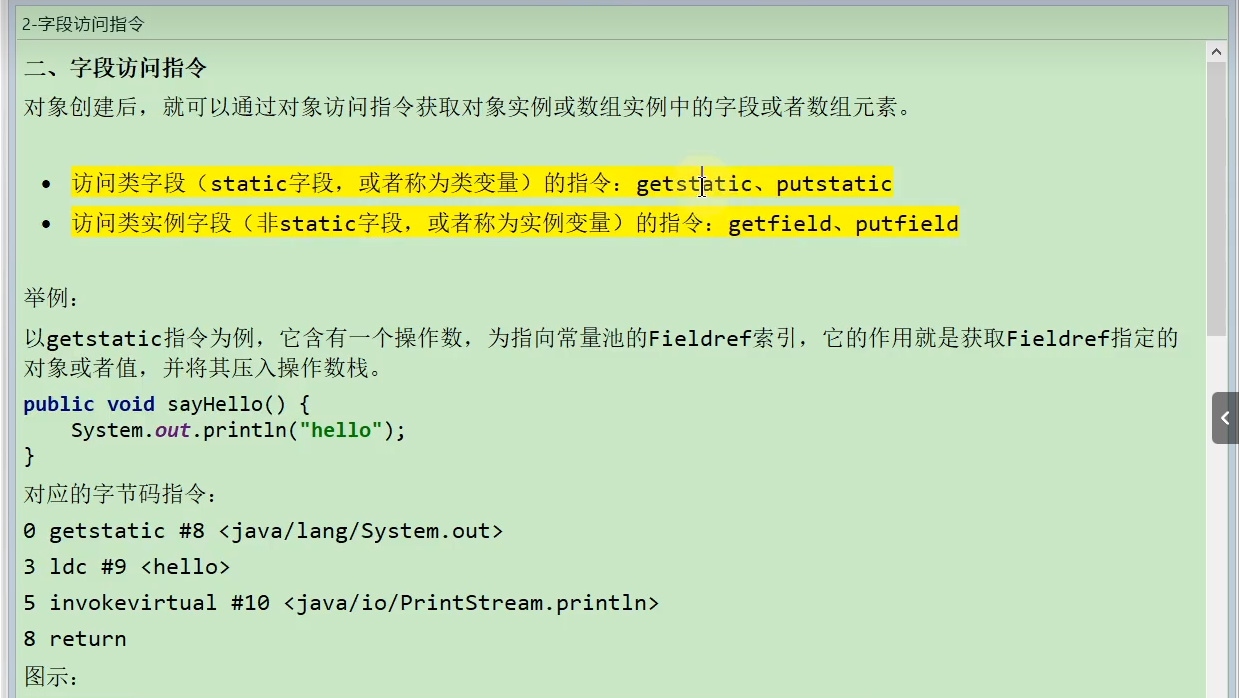 2-字段访问指令
二、字段访问指令
对象创建后，就可以通过对象访问指令获取对象实例或数组实例中的字段或者数组元素。
• 访问类字段（static字段，或者称为类变量）的指令：getstatic、putstatic
• 访问类实例字段（非static字段，或者称为实例变量）的指令：getfield、putfield
举例：
以getstatic指令为例，它含有一个操作数，为指向常量池的Fieldref索引，它的作用就是获取Fieldref指定的
对象或者值，并将其压入操作数栈。
public void sayHello() {
    System.out.println("hello");
}
对应的字节码指令：
0 getstatic #8 <java/lang/System.out>
3 ldc #9 <hello>
5 invokevirtual #10 <java/io/PrintStream.println>
8 return
图示：